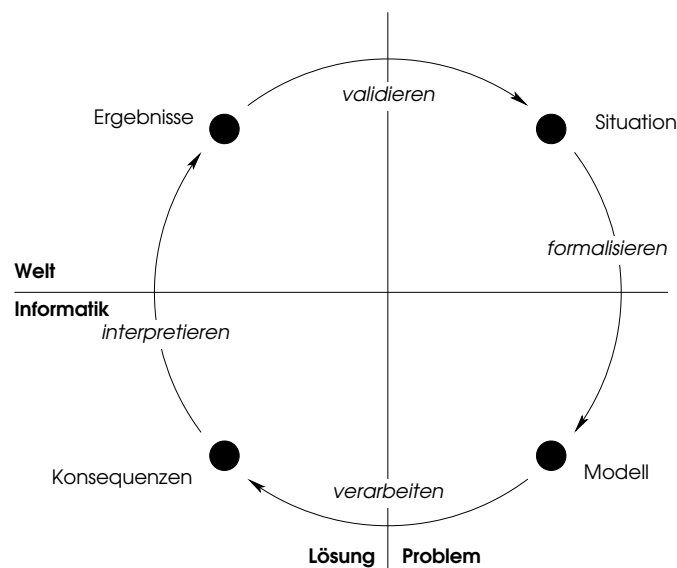 validieren
Ergebnisse
Situation
formalisieren
Welt
Informatik
interpretieren
Konsequenzen
Modell
verarbeiten
Lösung
Problem